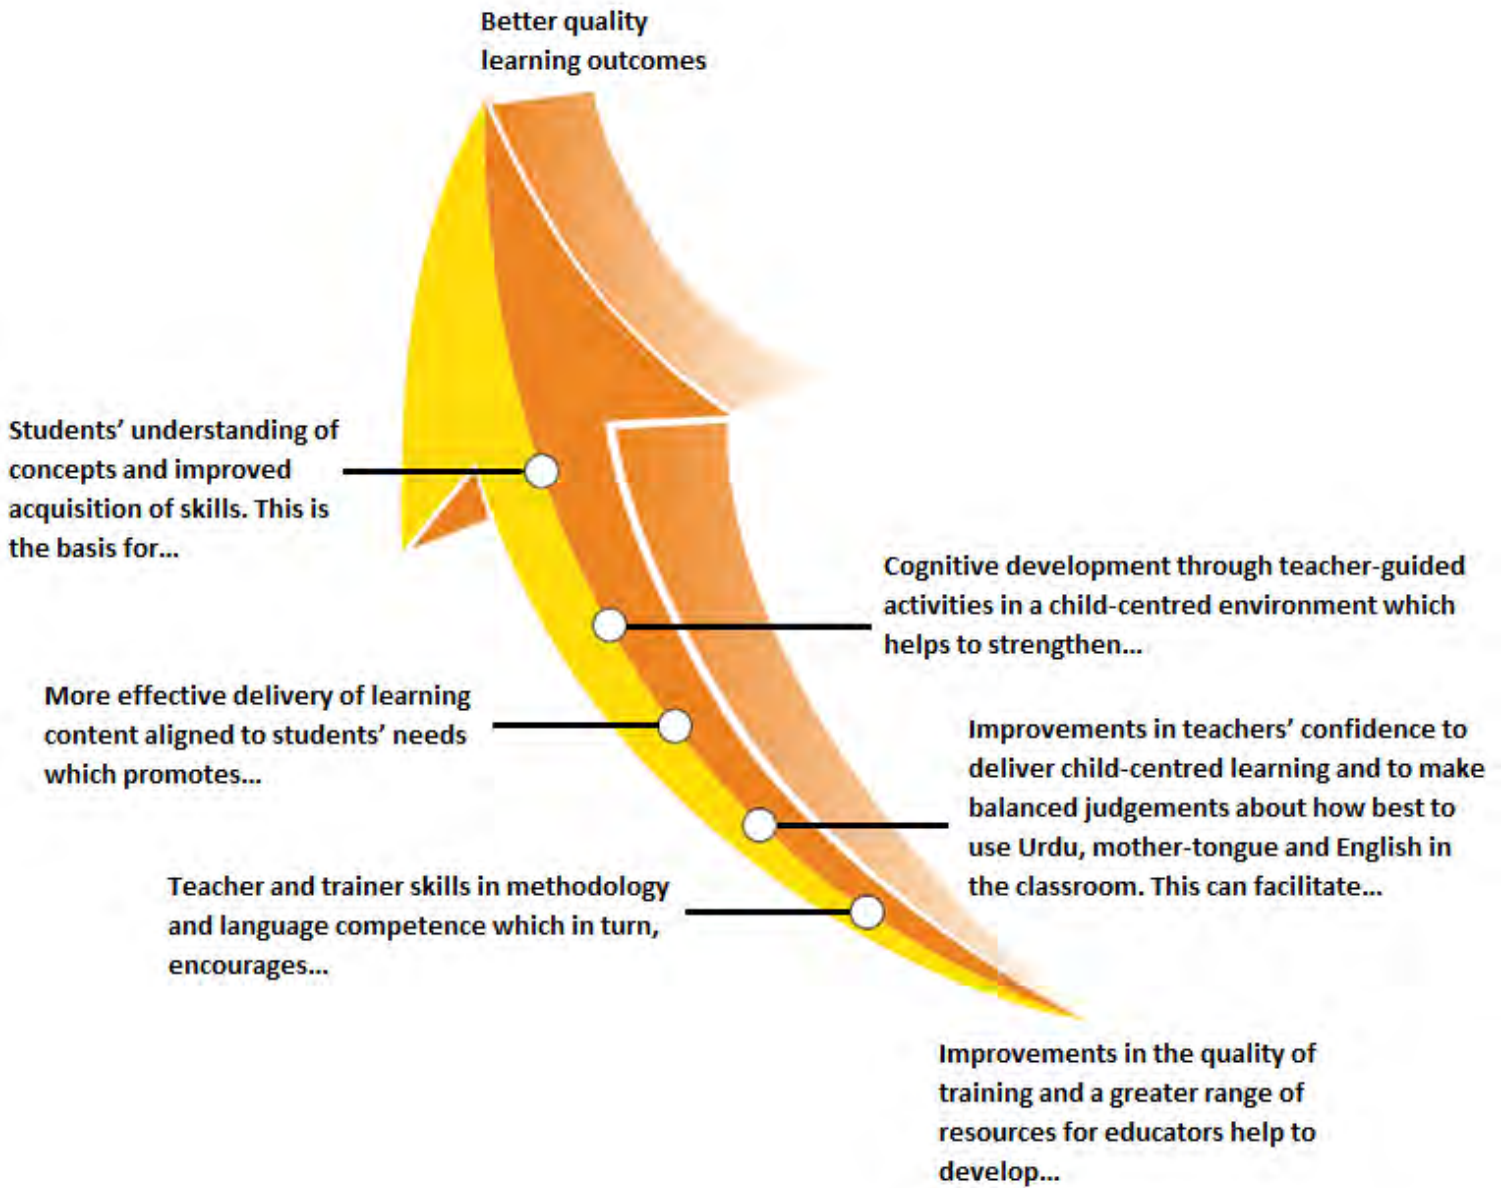 Better quality
learning outcomes
Students’ understanding of
concepts and improved
acquisition of skills. This is
the basis for...
Cognitive development through teacher-guided
activities in a child-centred environment which
helps to strengthen...
More effective delivery of learning
content aligned to students’ needs
which promotes...
Improvements in teachers’ confidence to
deliver child-centred learning and to make
balanced judgements about how best to
use Urdu, mother-tongue and English in
the classroom. This can facilitate...
Teacher and trainer skills in methodology
and language competence which in turn,
encourages...
Improvements in the quality of
training and a greater range of
resources for educators help to
develop...